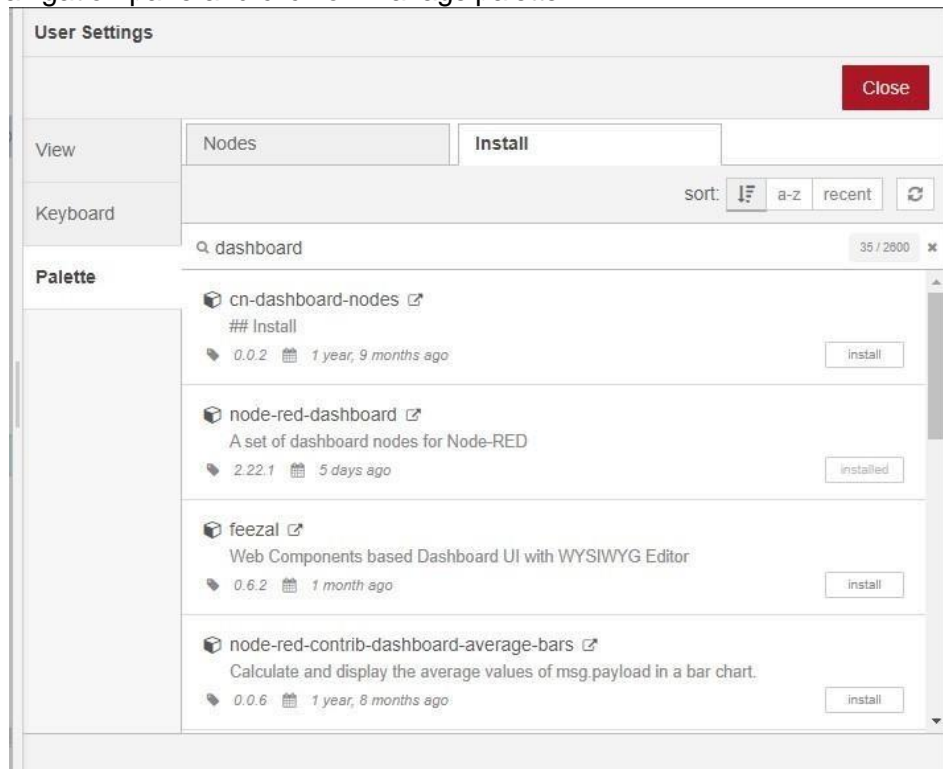 User Settings
Close
View
Keyboard
Palette
Nodes
Install
sort:
a-z
recent
dashboard
35 / 2600
cn-dashboard-nodes
## Install
0.0.2 1 year, 9 months ago
install
node-red-dashboard
A set of dashboard nodes for Node-RED
2.22.1 5 days ago
installed
feezal
Web Components based Dashboard UI with WYSIWYG Editor
0.6.2 1 month ago
install
node-red-contrib-dashboard-average-bars
Calculate and display the average values of msg.payload in a bar chart.
0.0.6 1 year, 8 months ago
install